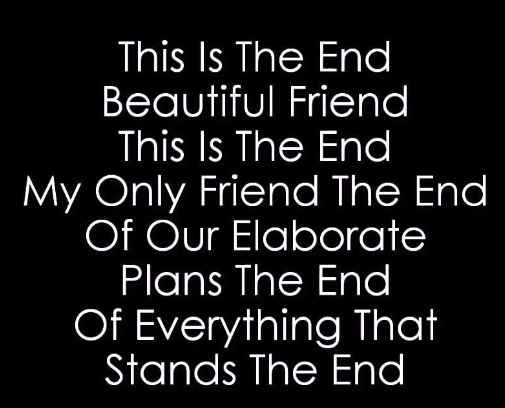 This Is The End
Beautiful Friend
This Is The End
My Only Friend The End
Of Our Elaborate
Plans The End
Of Everything That
Stands The End